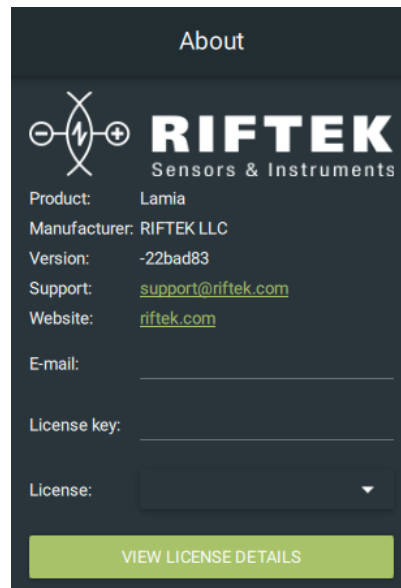 About
RIFTEK
Sensors & Instruments
Product: Lamia
Manufacturer: RIFTEK LLC
Version: -22bad83
Support: support@riftek.com
Website: riftek.com
E-mail:
License key:
License:
VIEW LICENSE DETAILS